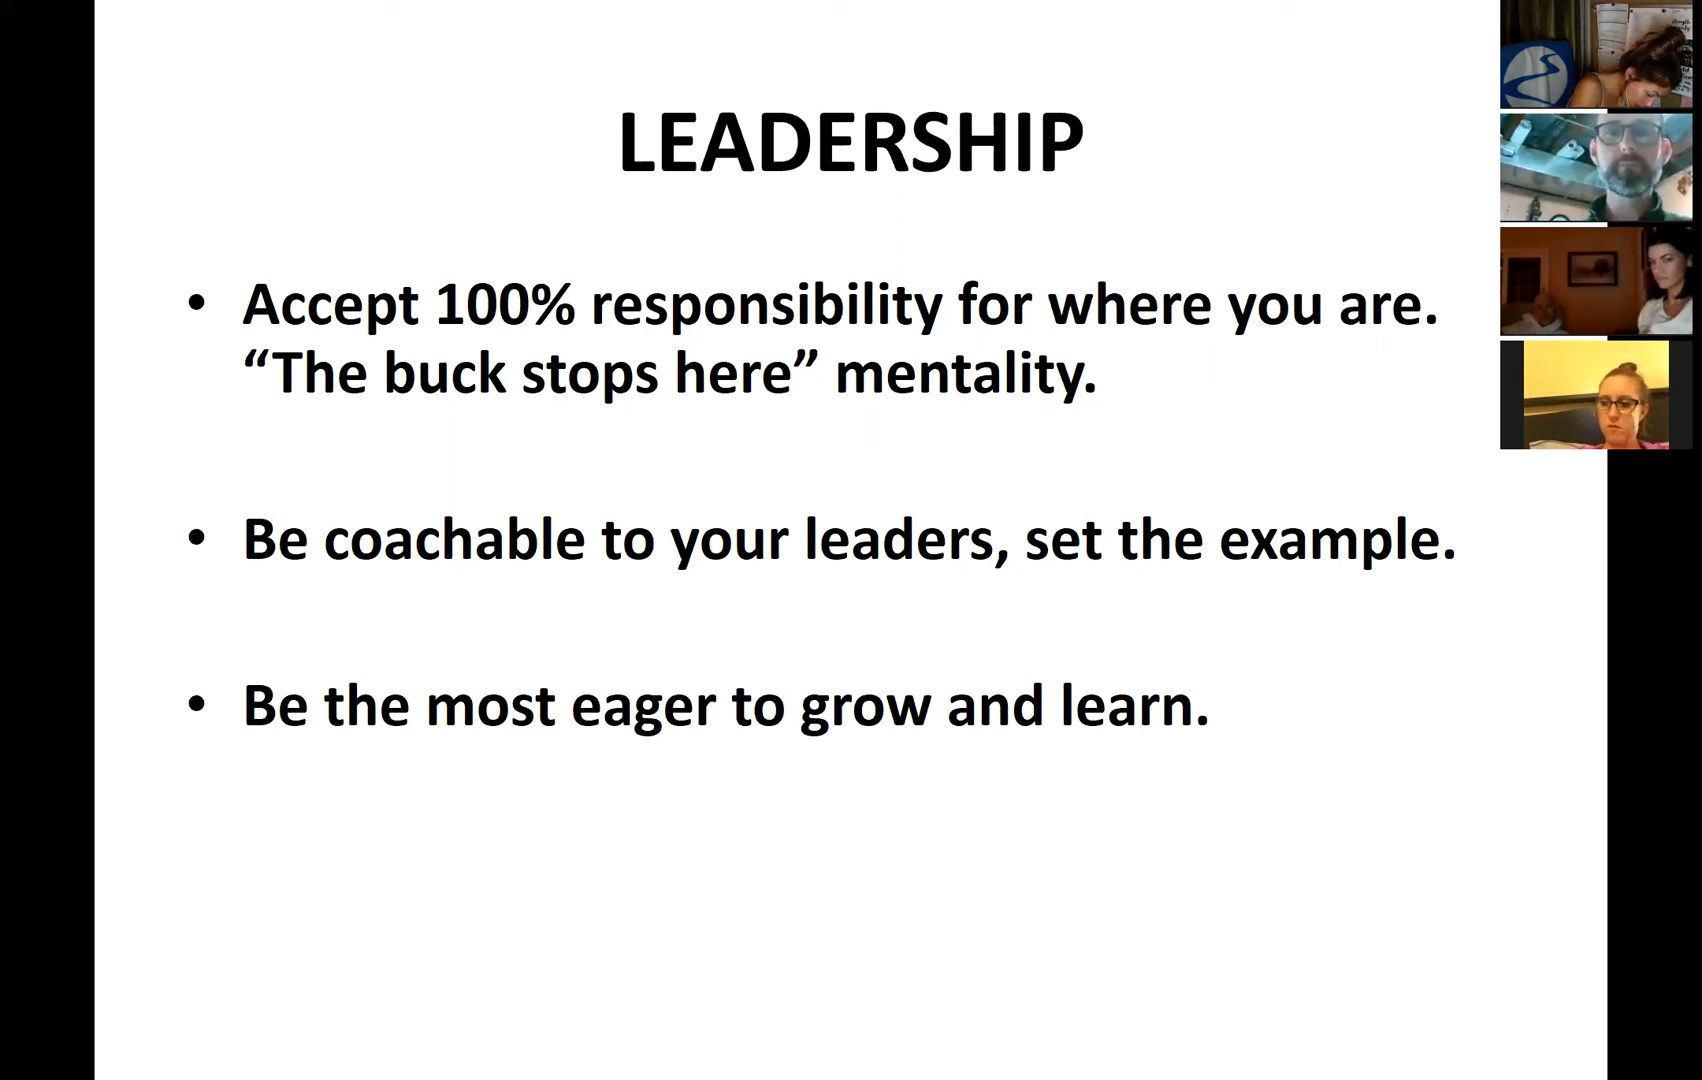 LEADERSHIP
• Accept 100% responsibility for where you are.
“The buck stops here” mentality.
• Be coachable to your leaders, set the example.
• Be the most eager to grow and learn.